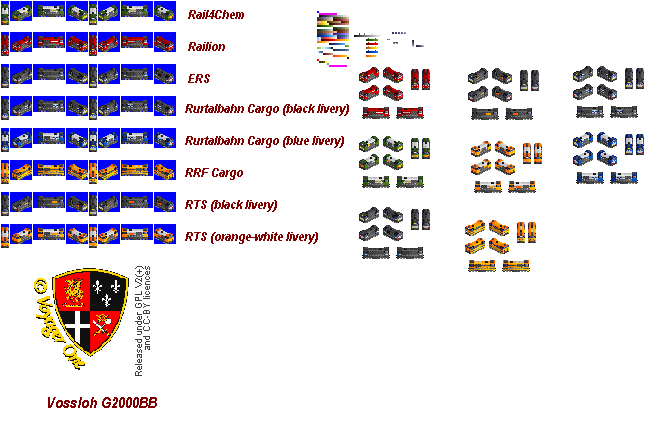 Rail4Chem
Railion
ERS
Rurtalbahn Cargo (black livery)
Rurtalbahn Cargo (blue livery)
RRF Cargo
RTS (black livery)
RTS (orange-white livery)
© Voyager One
Released under GPL v2(+)
and CC-BY licences
Vossloh G2000BB